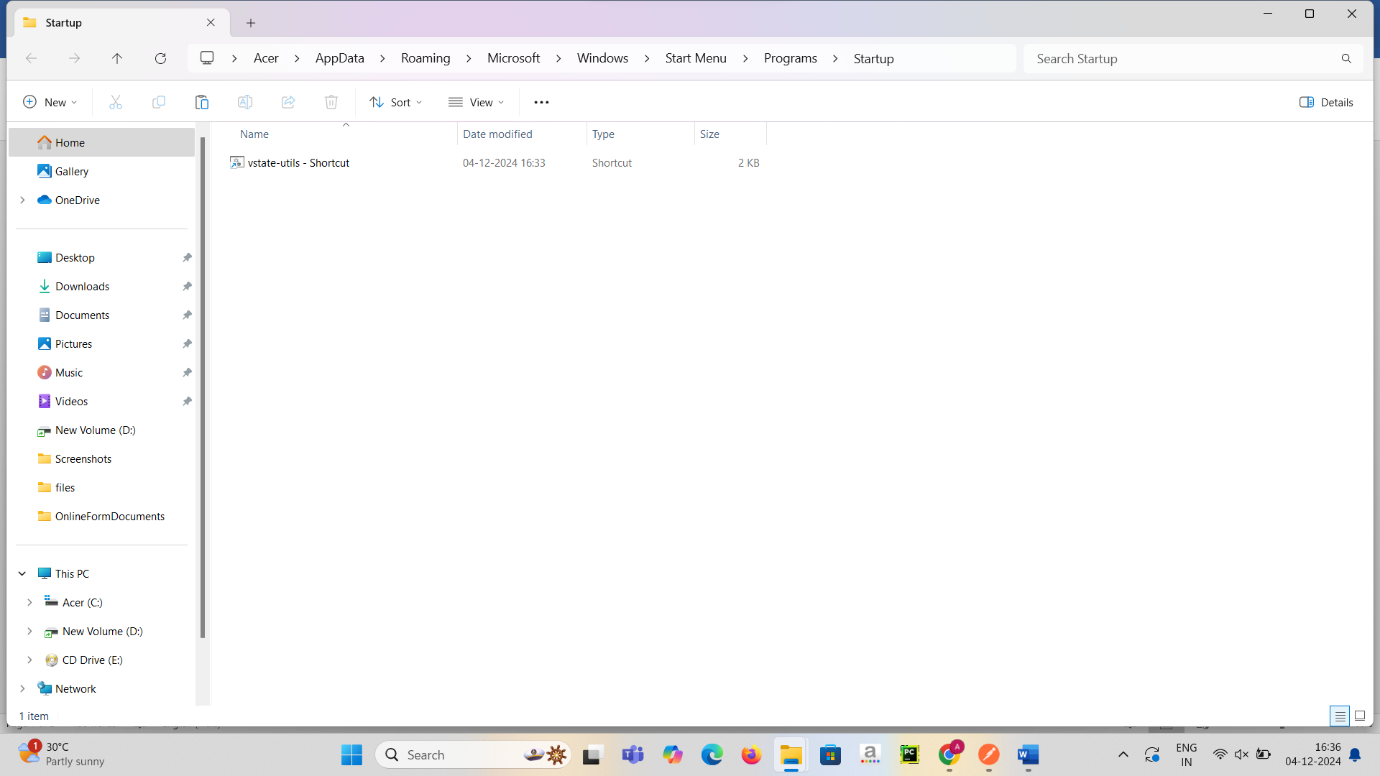 Startup
Acer > AppData > Roaming > Microsoft > Windows > Start Menu > Programs > Startup
Search Startup
New
Sort
View
Details
Name
Date modified
Type
Size
vstate-utils - Shortcut
04-12-2024 16:33
Shortcut
2 KB
Home
Gallery
OneDrive
Desktop
Downloads
Documents
Pictures
Music
Videos
New Volume (D:)
Screenshots
files
OnlineFormDocuments
This PC
Acer (C:)
New Volume (D:)
CD Drive (E:)
Network
1 item
1
30°C
Partly sunny
Search
a
PC
A
W
ENG
IN
16:36
04-12-2024